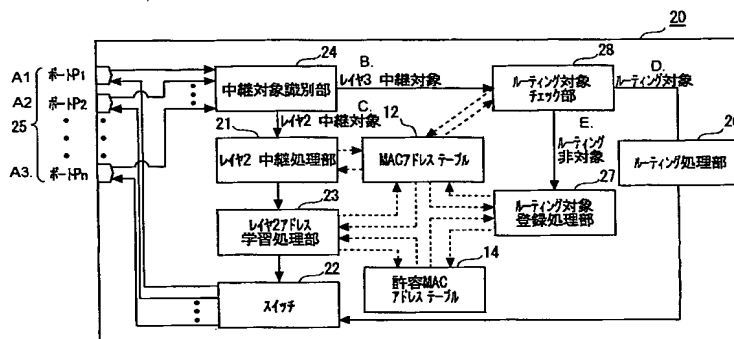 20
24
28
A1
ポートP1
中継対象識別部
B.
レイヤ3 中継対象
ルーティング対象
チェック部
D.
ルーティング対象
A2
ポートP2
25
21
レイヤ2 中継対象
C.
12
E.
ルーティング
非対象
26
レイヤ2 中継処理部
MACアドレス テーブル
ルーティング処理部
A3.
ポートPn
23
27
レイヤ2アドレス
学習処理部
ルーティング対象
登録処理部
22
14
スイッチ
許容MAC
アドレス テーブル